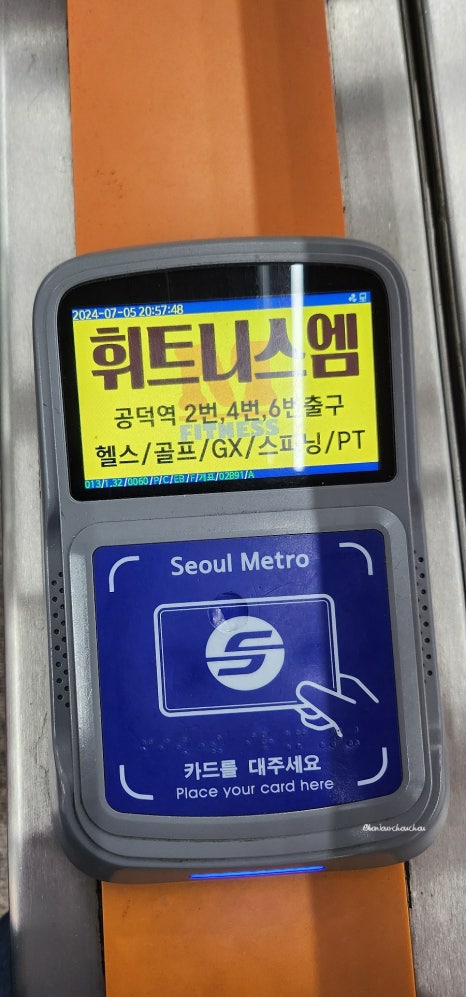 2024-07-05 20:57:48
휘트니스엠
공덕역 2번,4번,6번출구
FITNESS
헬스/골프/GX/스피닝/PT
Seoul Metro
카드를 대주세요
Place your card here